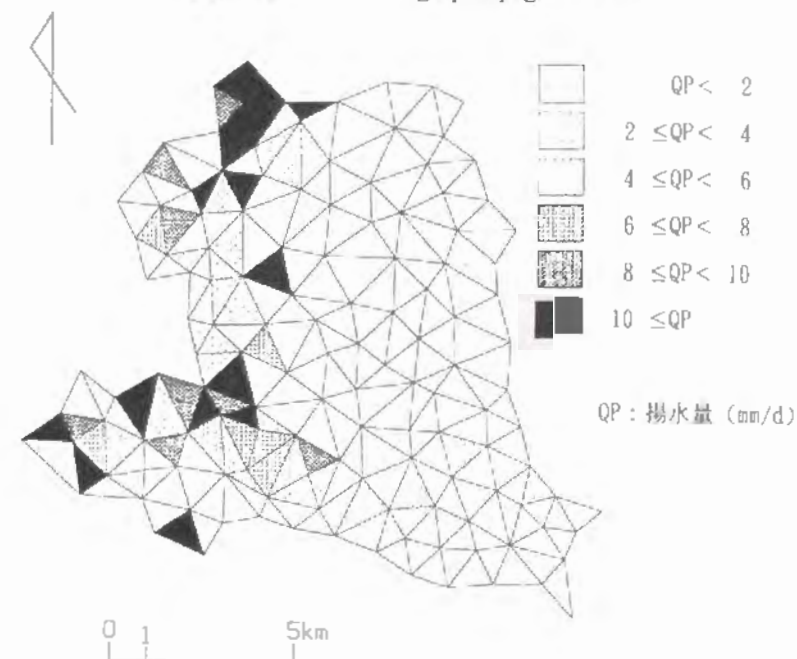 QP< 2
2 ≤QP< 4
4 ≤QP< 6
6 ≤QP< 8
8 ≤QP< 10
10 ≤QP
QP：揚水量 (mm/d)
0 1 5km